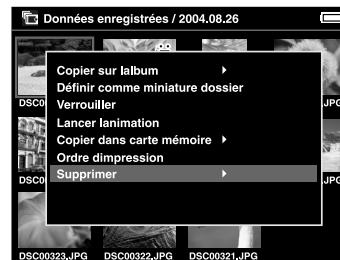 Données enregistrées / 2004.08.26
Copier sur lalbum
Définir comme miniature dossier
Verrouiller
Lancer lanimation
Copier dans carte mémoire
Ordre dimpression
Supprimer
DSC0
JPG
DSC0
.JPG
DSC00323.JPG DSC00322.JPG DSC00321.JPG